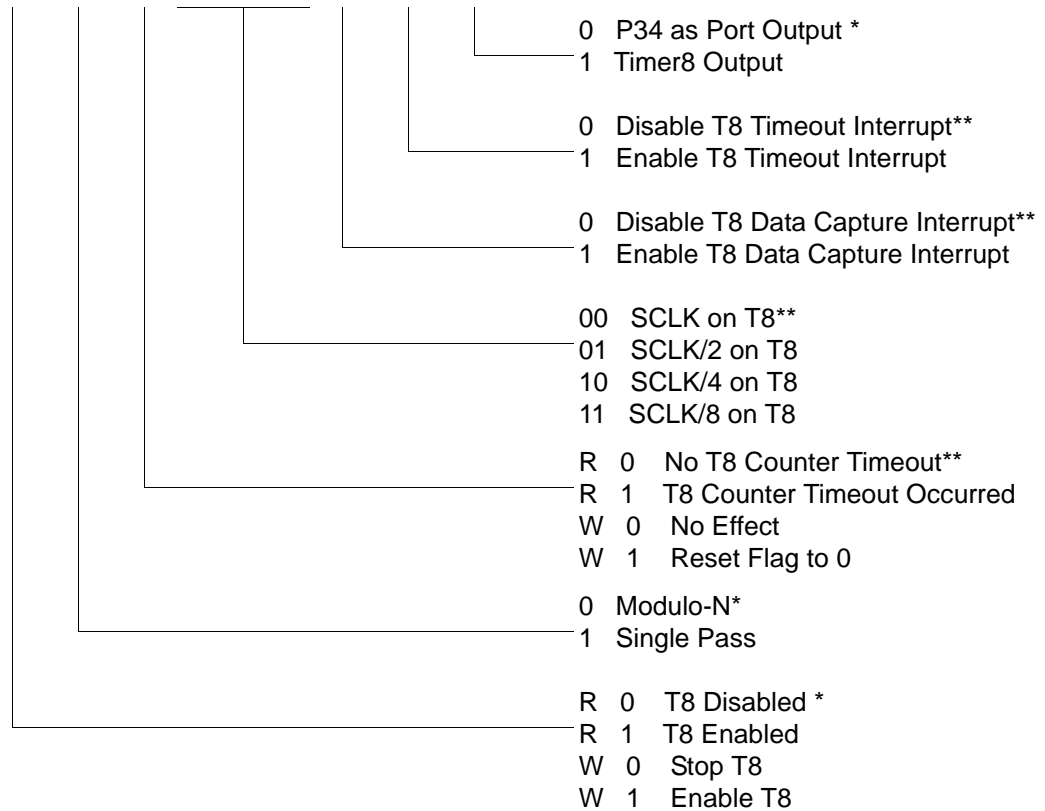 0 P34 as Port Output *
1 Timer8 Output
0 Disable T8 Timeout Interrupt**
1 Enable T8 Timeout Interrupt
0 Disable T8 Data Capture Interrupt**
1 Enable T8 Data Capture Interrupt
00 SCLK on T8**
01 SCLK/2 on T8
10 SCLK/4 on T8
11 SCLK/8 on T8
R 0 No T8 Counter Timeout**
R 1 T8 Counter Timeout Occurred
W 0 No Effect
W 1 Reset Flag to 0
0 Modulo-N*
1 Single Pass
R 0 T8 Disabled *
R 1 T8 Enabled
W 0 Stop T8
W 1 Enable T8